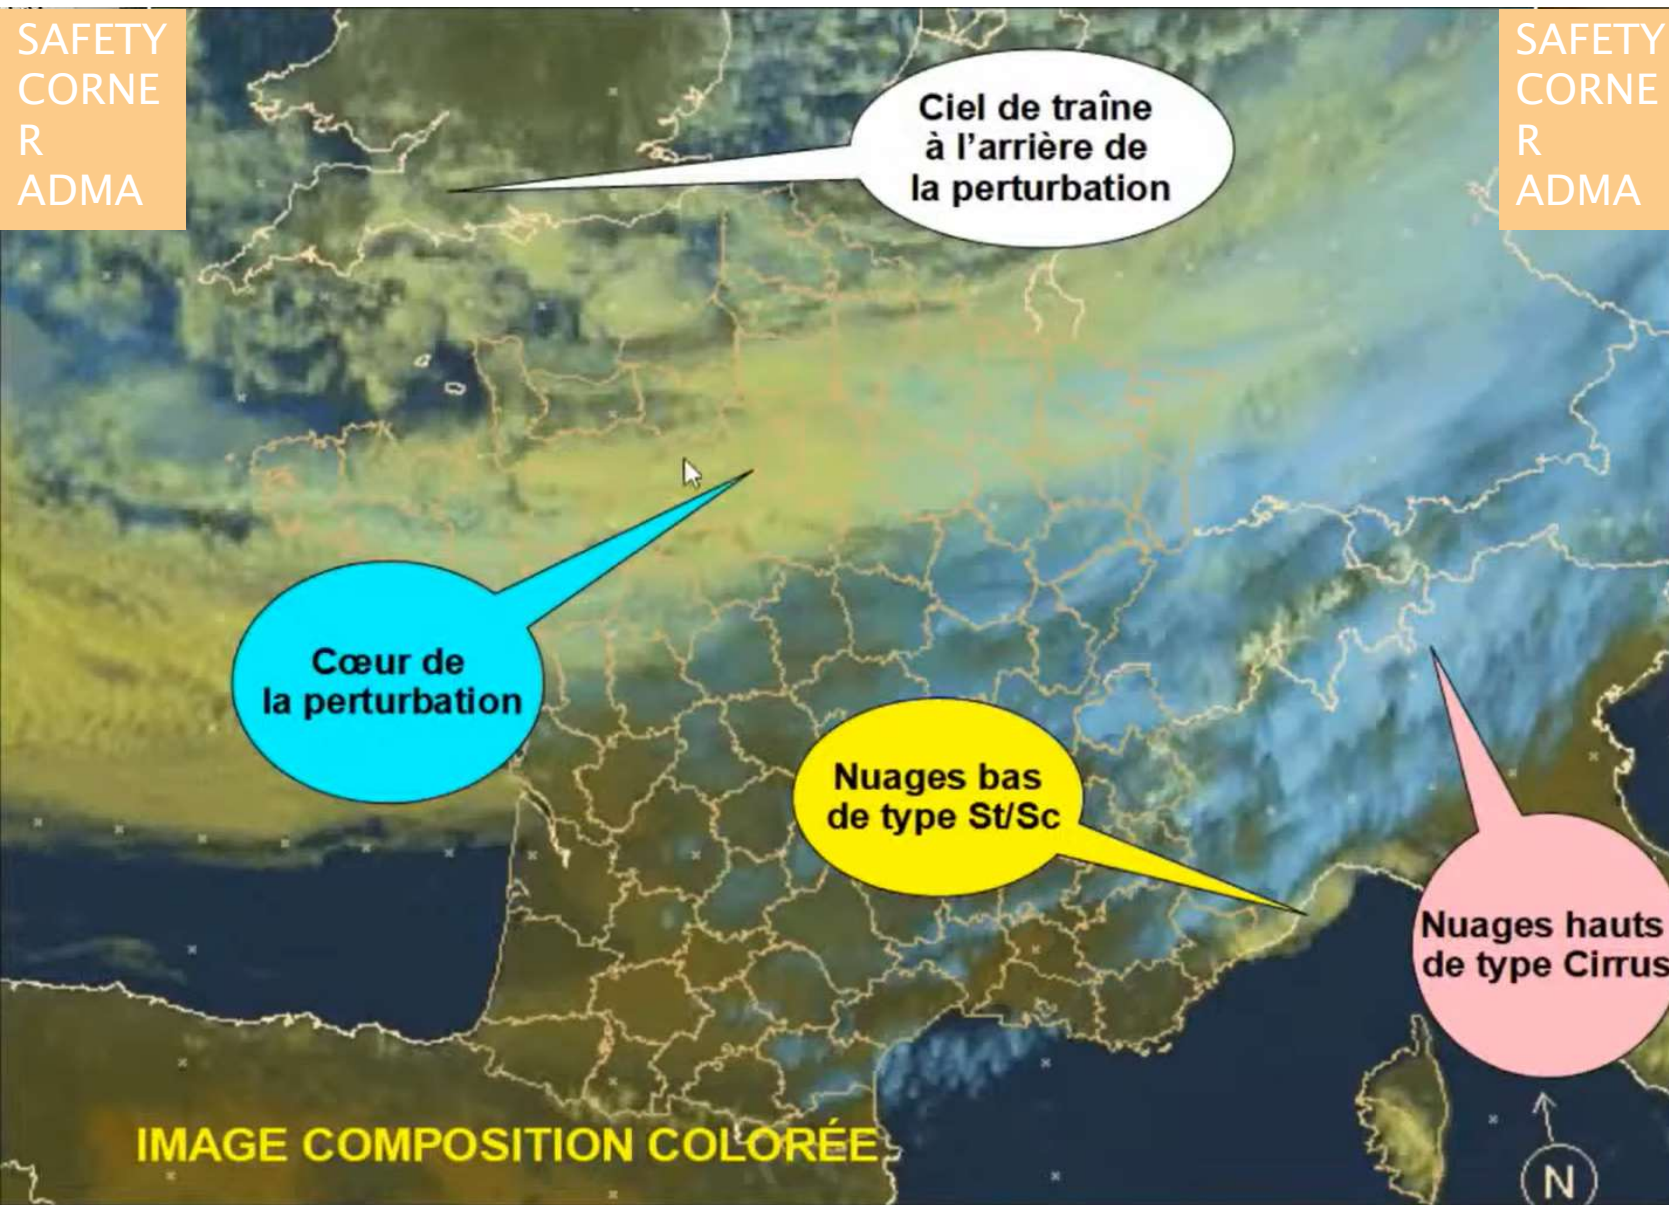 SAFETY
CORNE
R
ADMA
SAFETY
CORNE
R
ADMA
Ciel de traîne
à l'arrière de
la perturbation
Cœur de
la perturbation
Nuages bas
de type St/Sc
Nuages hauts
de type Cirrus
IMAGE COMPOSITION COLORÉE
N